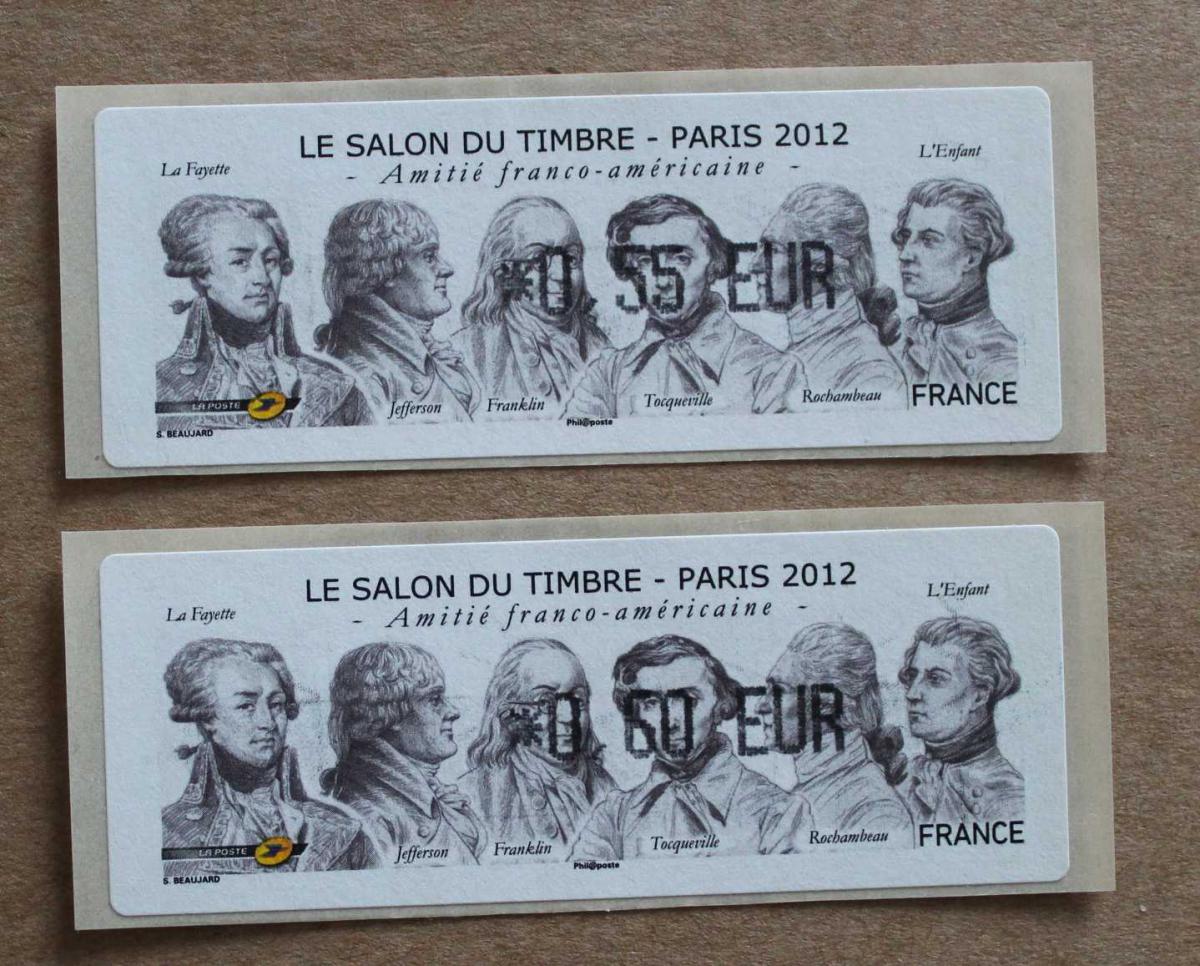 LE SALON DU TIMBRE - PARIS 2012
La Fayette
- Amitié franco-américaine -
L'Enfant
*0 55 EUR
LA POSTE
Jefferson
Franklin
Tocqueville
Rochambeau
FRANCE
S. BEAUJARD
Phil@poste
LE SALON DU TIMBRE - PARIS 2012
La Fayette
- Amitié franco-américaine -
L'Enfant
*0 60 EUR
LA POSTE
Jefferson
Franklin
Tocqueville
Rochambeau
FRANCE
S. BEAUJARD
Phil@poste